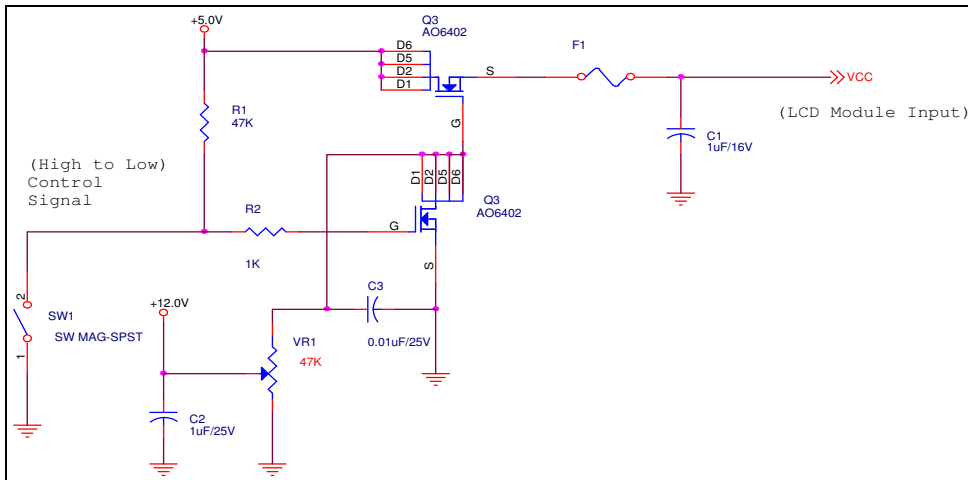 +5.0V
Q3
AO6402
D6
D5
D2
D1
S
G
F1
VCC
(LCD Module Input)
C1
1uF/16V
R1
47K
(High to Low)
Control
Signal
D1
D2
D5
D6
Q3
AO6402
G
S
R2
1K
2
SW1
SW MAG-SPST
1
+12.0V
C3
0.01uF/25V
VR1
47K
C2
1uF/25V